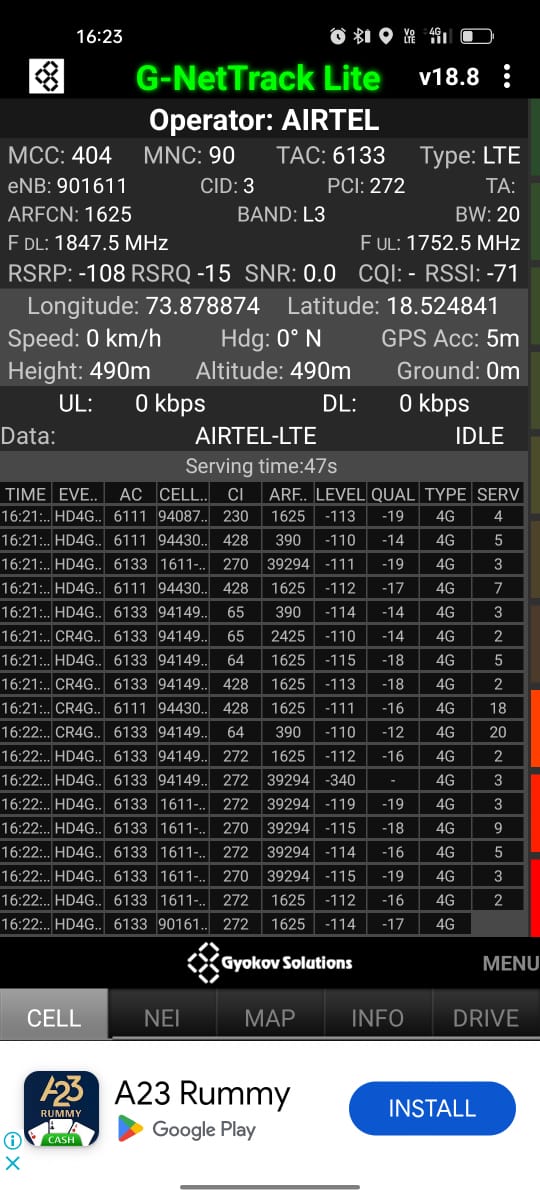 16:23 Vo LTE 4G
G-NetTrack Lite v18.8
Operator: AIRTEL
MCC: 404 MNC: 90 TAC: 6133 Type: LTE
eNB: 901611 CID: 3 PCI: 272 TA:
ARFCN: 1625 BAND: L3 BW: 20
F DL: 1847.5 MHz F UL: 1752.5 MHz
RSRP: -108 RSRQ -15 SNR: 0.0 CQI: - RSSI: -71
Longitude: 73.878874 Latitude: 18.524841
Speed: 0 km/h Hdg: 0° N GPS Acc: 5m
Height: 490m Altitude: 490m Ground: 0m
UL: 0 kbps DL: 0 kbps
Data: AIRTEL-LTE IDLE
Serving time:47s
TIME EVE.. AC CELL.. CI ARF.. LEVEL QUAL TYPE SERV
16:21:.. HD4G.. 6111 94087.. 230 1625 -113 -19 4G 4
16:21:.. HD4G.. 6111 94430.. 428 390 -110 -14 4G 5
16:21:.. HD4G.. 6133 1611-.. 270 39294 -111 -19 4G 3
16:21:.. HD4G.. 6111 94430.. 428 1625 -112 -17 4G 7
16:21:.. HD4G.. 6133 94149.. 65 390 -114 -14 4G 3
16:21:.. CR4G.. 6133 94149.. 65 2425 -110 -14 4G 2
16:21:.. HD4G.. 6133 94149.. 64 1625 -115 -18 4G 5
16:21:.. CR4G.. 6133 94149.. 428 1625 -113 -18 4G 2
16:21:.. CR4G.. 6111 94430.. 428 1625 -111 -16 4G 18
16:22:.. CR4G.. 6133 94149.. 64 390 -110 -12 4G 20
16:22:.. HD4G.. 6133 94149.. 272 1625 -112 -16 4G 2
16:22:.. HD4G.. 6133 94149.. 272 39294 -340 - 4G 3
16:22:.. HD4G.. 6133 1611-.. 272 39294 -119 -19 4G 3
16:22:.. HD4G.. 6133 1611-.. 270 39294 -115 -18 4G 9
16:22:.. HD4G.. 6133 1611-.. 272 39294 -114 -16 4G 5
16:22:.. HD4G.. 6133 1611-.. 270 39294 -115 -19 4G 3
16:22:.. HD4G.. 6133 1611-.. 272 1625 -112 -16 4G 2
16:22:.. HD4G.. 6133 90161.. 272 1625 -114 -17 4G
Gyokov Solutions MENU
CELL NEI MAP INFO DRIVE
A23 RUMMY CASH
A23 Rummy
Google Play
INSTALL